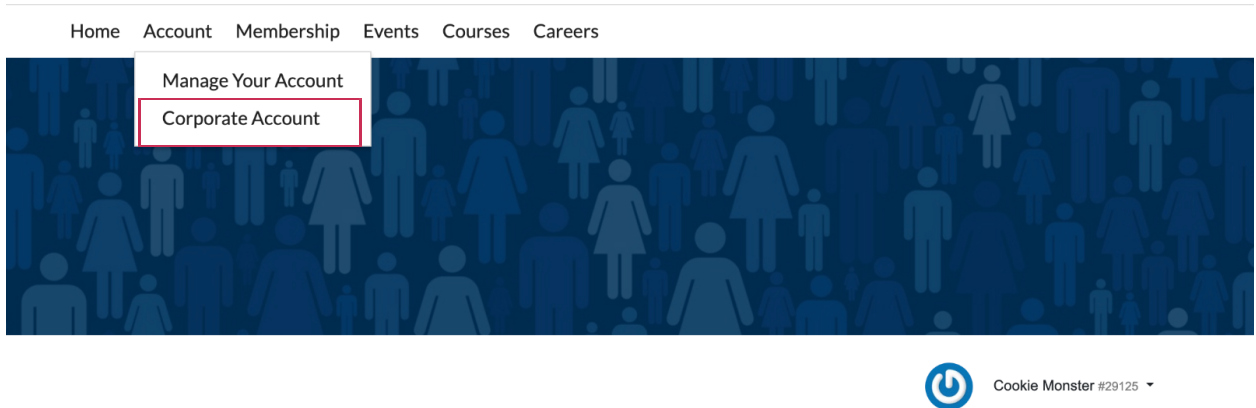 Home Account Membership Events Courses Careers
Manage Your Account
Corporate Account
Cookie Monster #29125